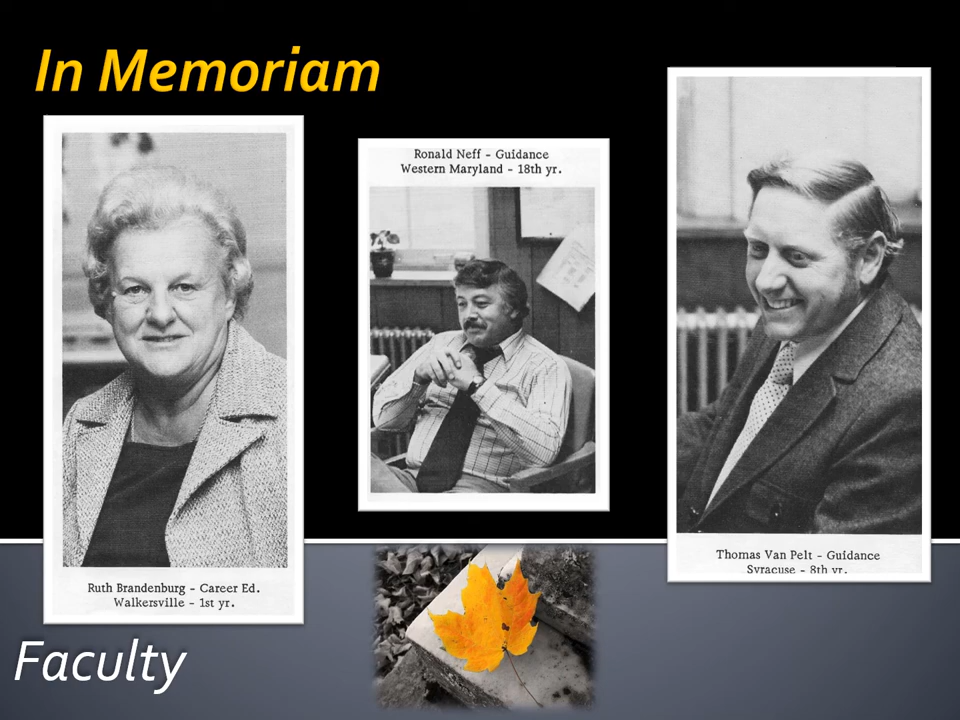 In Memoriam
Ruth Brandenburg - Career Ed.
Walkersville - 1st yr.
Ronald Neff - Guidance
Western Maryland - 18th yr.
Thomas Van Pelt - Guidance
Syracuse - 8th yr.
Faculty